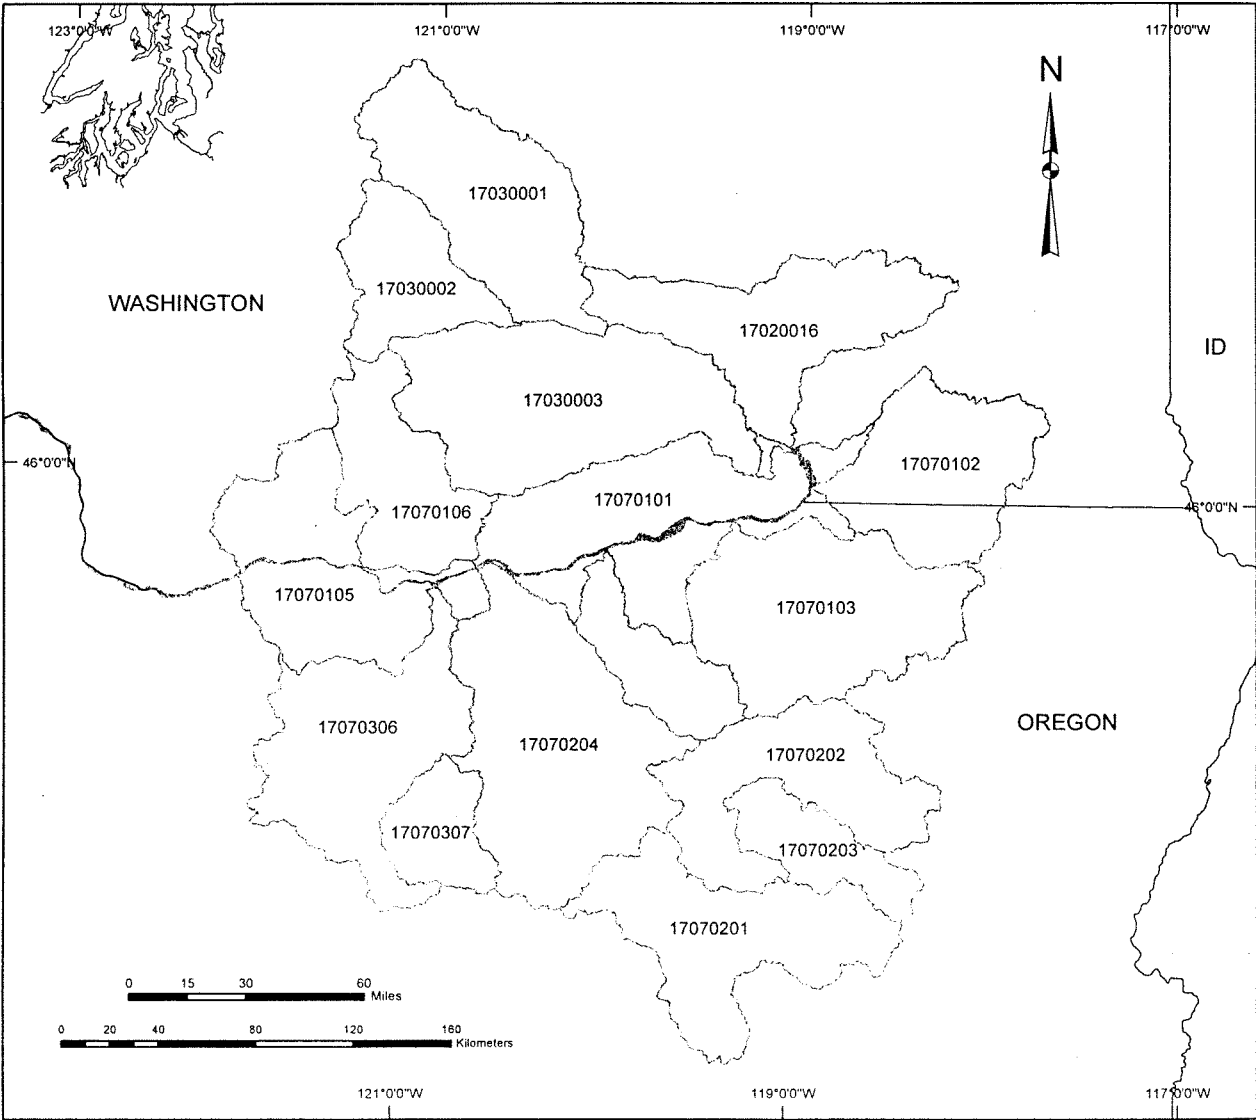 123°0'0"W 121°0'0"W 119°0'0"W 117°0'0"W
N
17030001
17030002
WASHINGTON
17020016
ID
17030003
46°0'0"N
17070102
17070101
46°0'0"N
17070106
17070105
17070103
17070306
OREGON
17070204
17070202
17070307
17070203
17070201
0 15 30 60
Miles
0 20 40 80 120 160
Kilometers
121°0'0"W 119°0'0"W 117°0'0"W